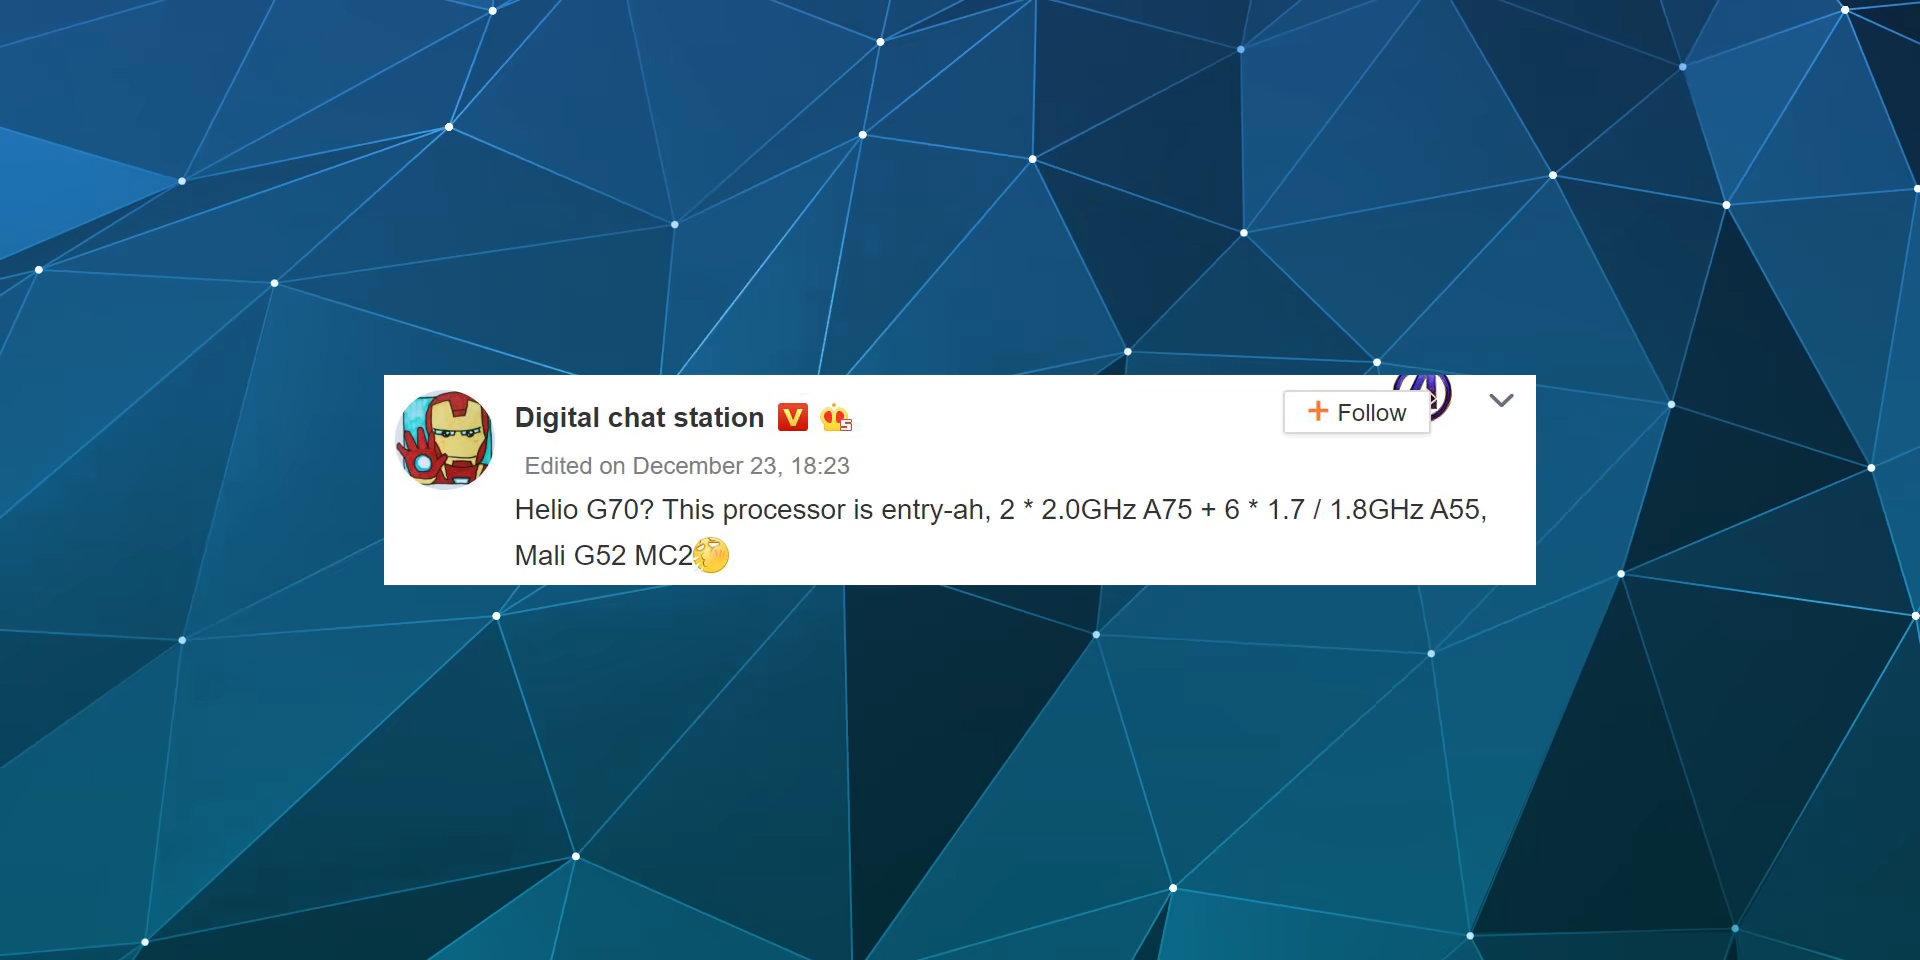 Digital chat station
+ Follow
Edited on December 23, 18:23
Helio G70? This processor is entry-ah, 2 * 2.0GHz A75 + 6 * 1.7 / 1.8GHz A55,
Mali G52 MC2